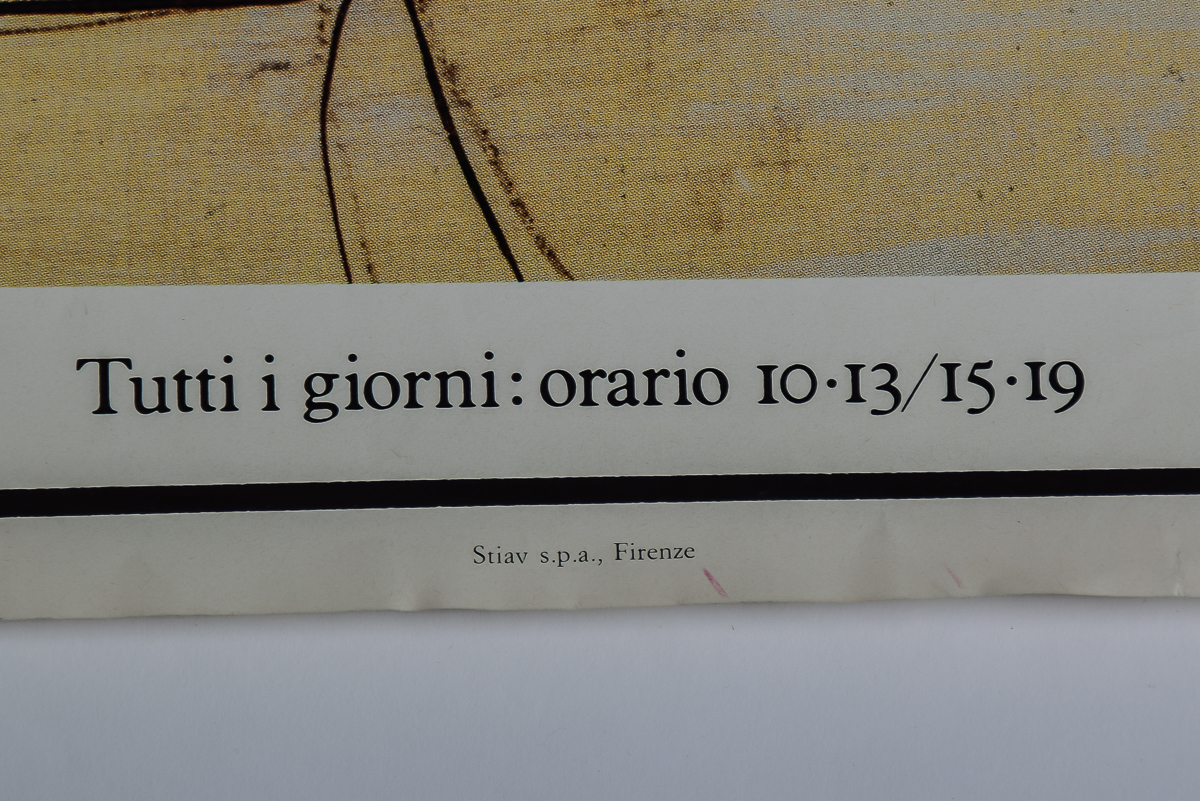 Tutti i giorni: orario 10·13/15·19
Stiav s.p.a., Firenze